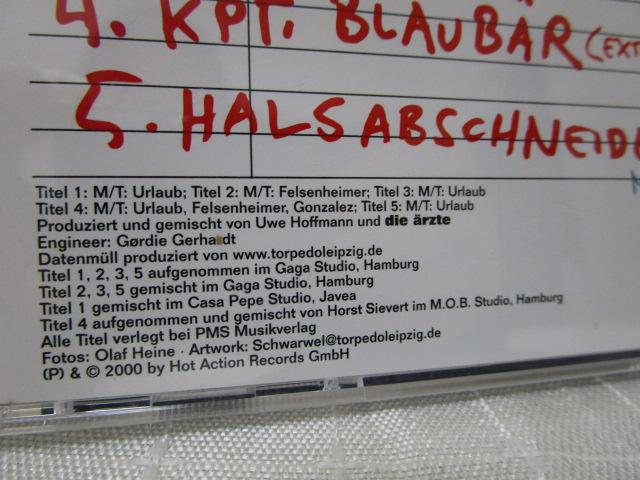 4. KPT. BLAUBÄR (EXT
5. HALSABSCHNEIDE
Titel 1: M/T: Urlaub; Titel 2: M/T: Felsenheimer; Titel 3: M/T: Urlaub
Titel 4: M/T: Urlaub, Felsenheimer, Gonzalez; Titel 5: M/T: Urlaub
Produziert und gemischt von Uwe Hoffmann und die ärzte
Engineer: Gørdie Gerhardt
Datenmüll produziert von www.torpedoleipzig.de
Titel 1, 2, 3, 5 aufgenommen im Gaga Studio, Hamburg
Titel 2, 3, 5 gemischt im Gaga Studio, Hamburg
Titel 1 gemischt im Casa Pepe Studio, Javea
Titel 4 aufgenommen und gemischt von Horst Sievert im M.O.B. Studio, Hamburg
Alle Titel verlegt bei PMS Musikverlag
Fotos: Olaf Heine · Artwork: Schwarwel@torpedoleipzig.de
(P) & © 2000 by Hot Action Records GmbH